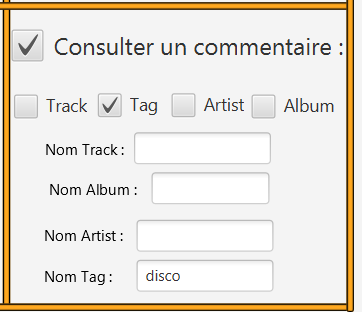 Consulter un commentaire :
Track Tag Artist Album
Nom Track :
Nom Album :
Nom Artist :
Nom Tag : disco